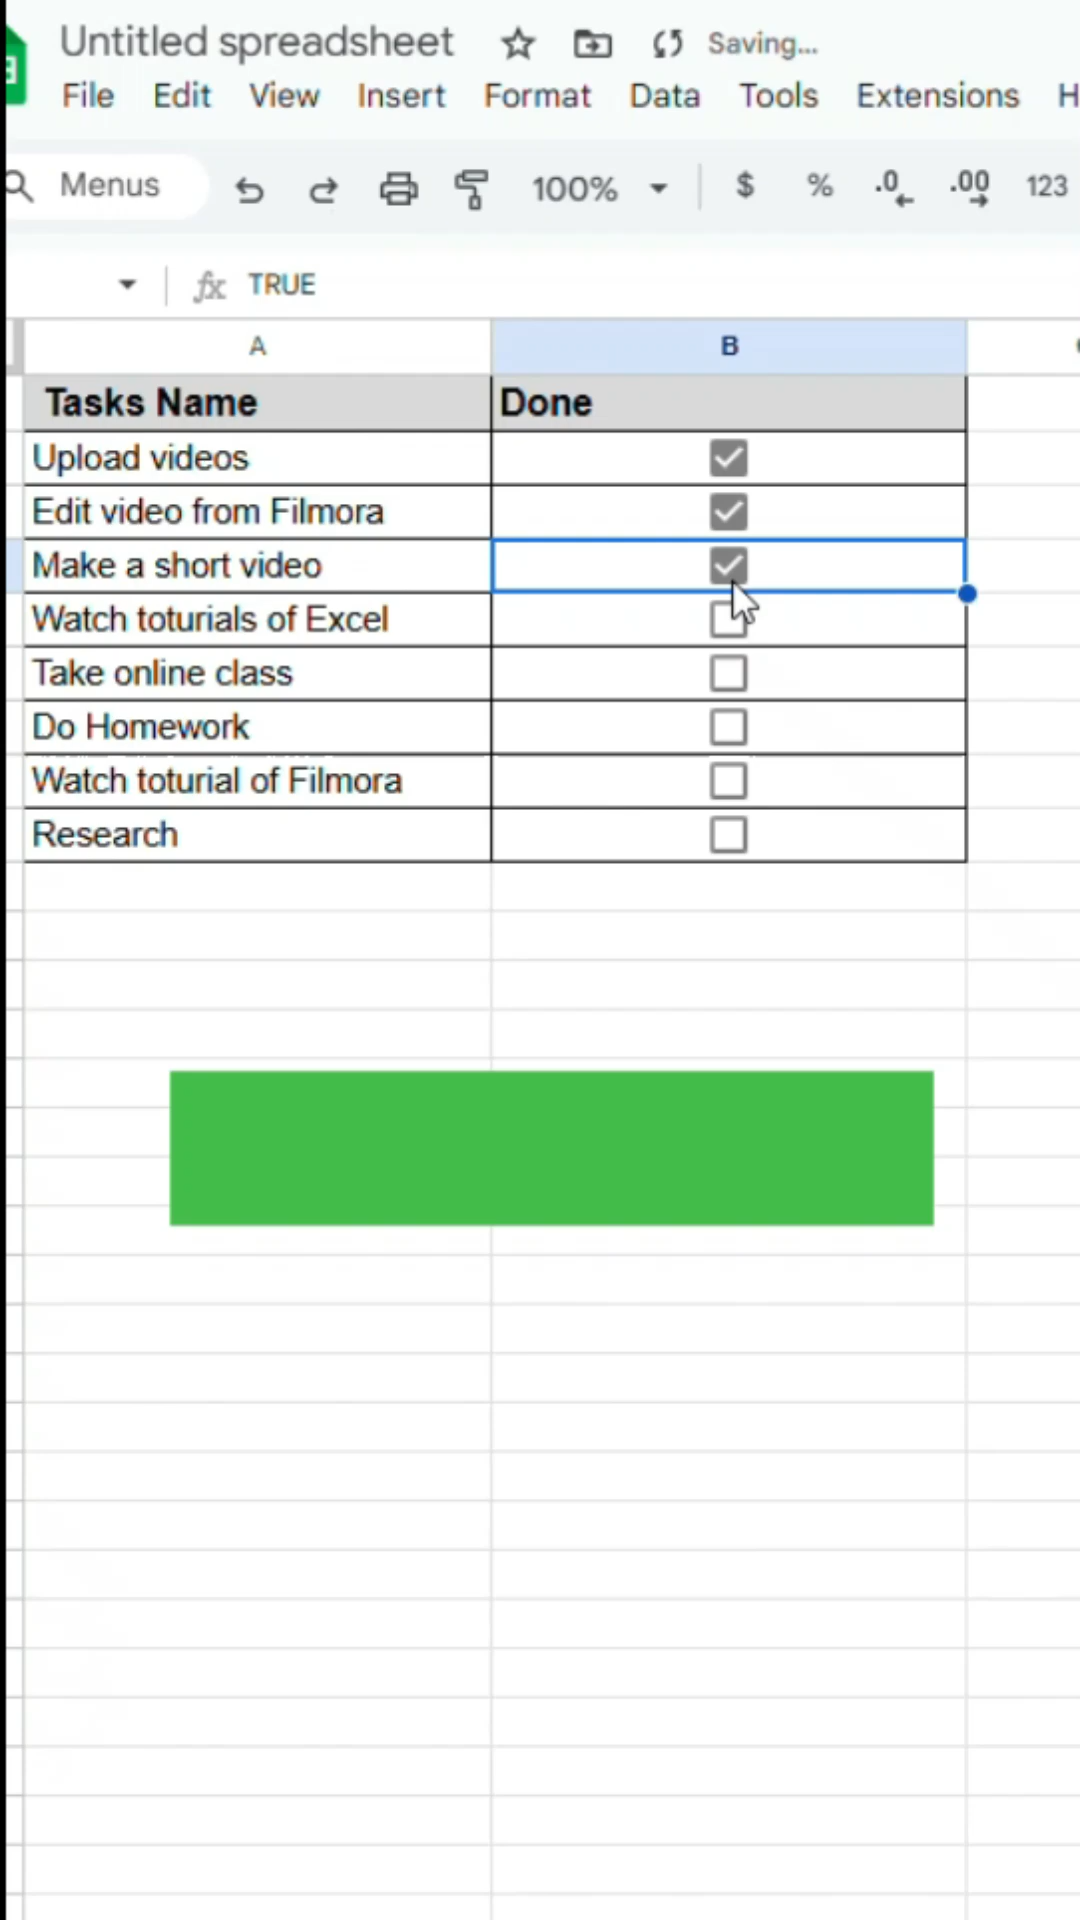 Untitled spreadsheet Saving...
File Edit View Insert Format Data Tools Extensions H
Menus 100% $ % .0 .00 123
fx TRUE
A B
Tasks Name Done
Upload videos
Edit video from Filmora
Make a short video
Watch toturials of Excel
Take online class
Do Homework
Watch toturial of Filmora
Research